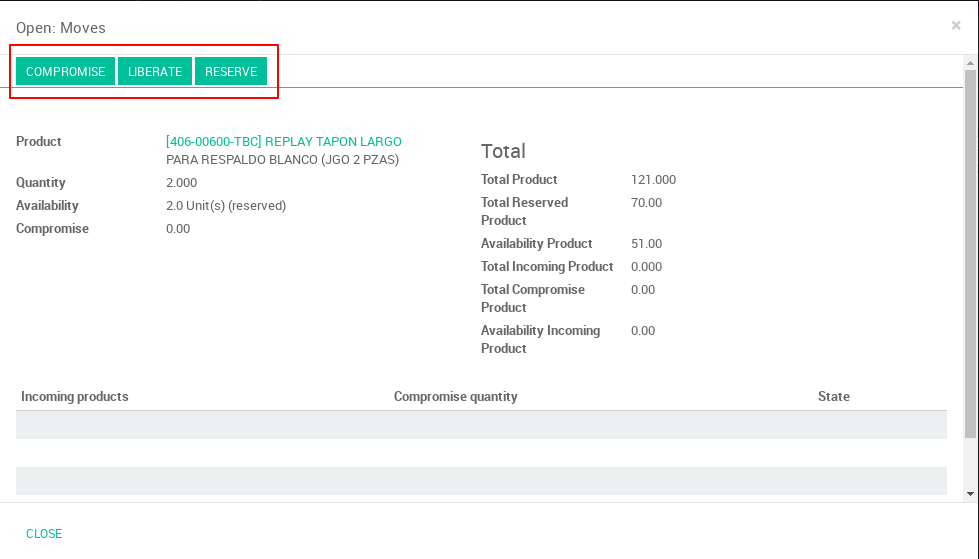 Open: Moves
×
COMPROMISE LIBERATE RESERVE
Product [406-00600-TBC] REPLAY TAPON LARGO
PARA RESPALDO BLANCO (JGO 2 PZAS)
Quantity 2.000
Availability 2.0 Unit(s) (reserved)
Compromise 0.00
Total
Total Product 121.000
Total Reserved 70.00
Product
Availability Product 51.00
Total Incoming Product 0.000
Total Compromise 0.00
Product
Availability Incoming 0.00
Product
Incoming products Compromise quantity State
CLOSE